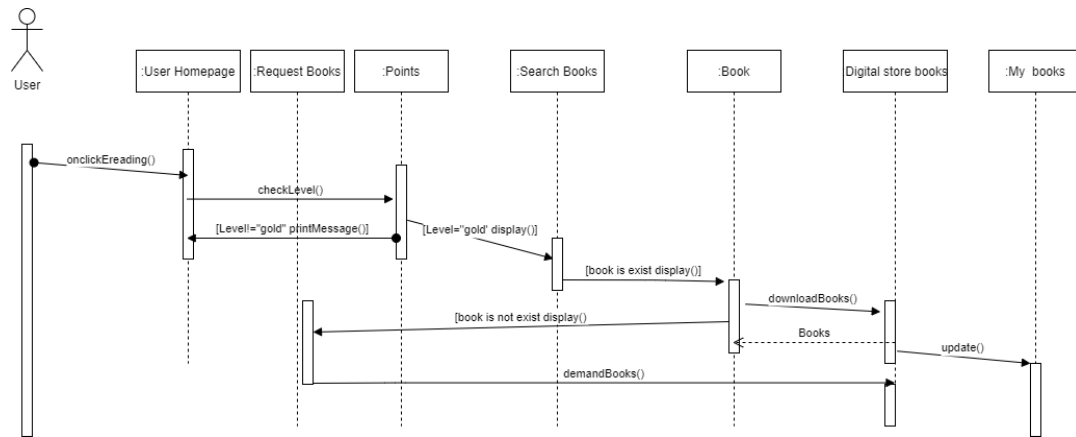 User
:User Homepage
:Request Books
:Points
:Search Books
:Book
Digital store books
:My books
onclickEreading()
checkLevel()
[Level!="gold" printMessage()]
[Level="gold' display()]
[book is exist display()]
downloadBooks()
[book is not exist display()
Books
update()
demandBooks()